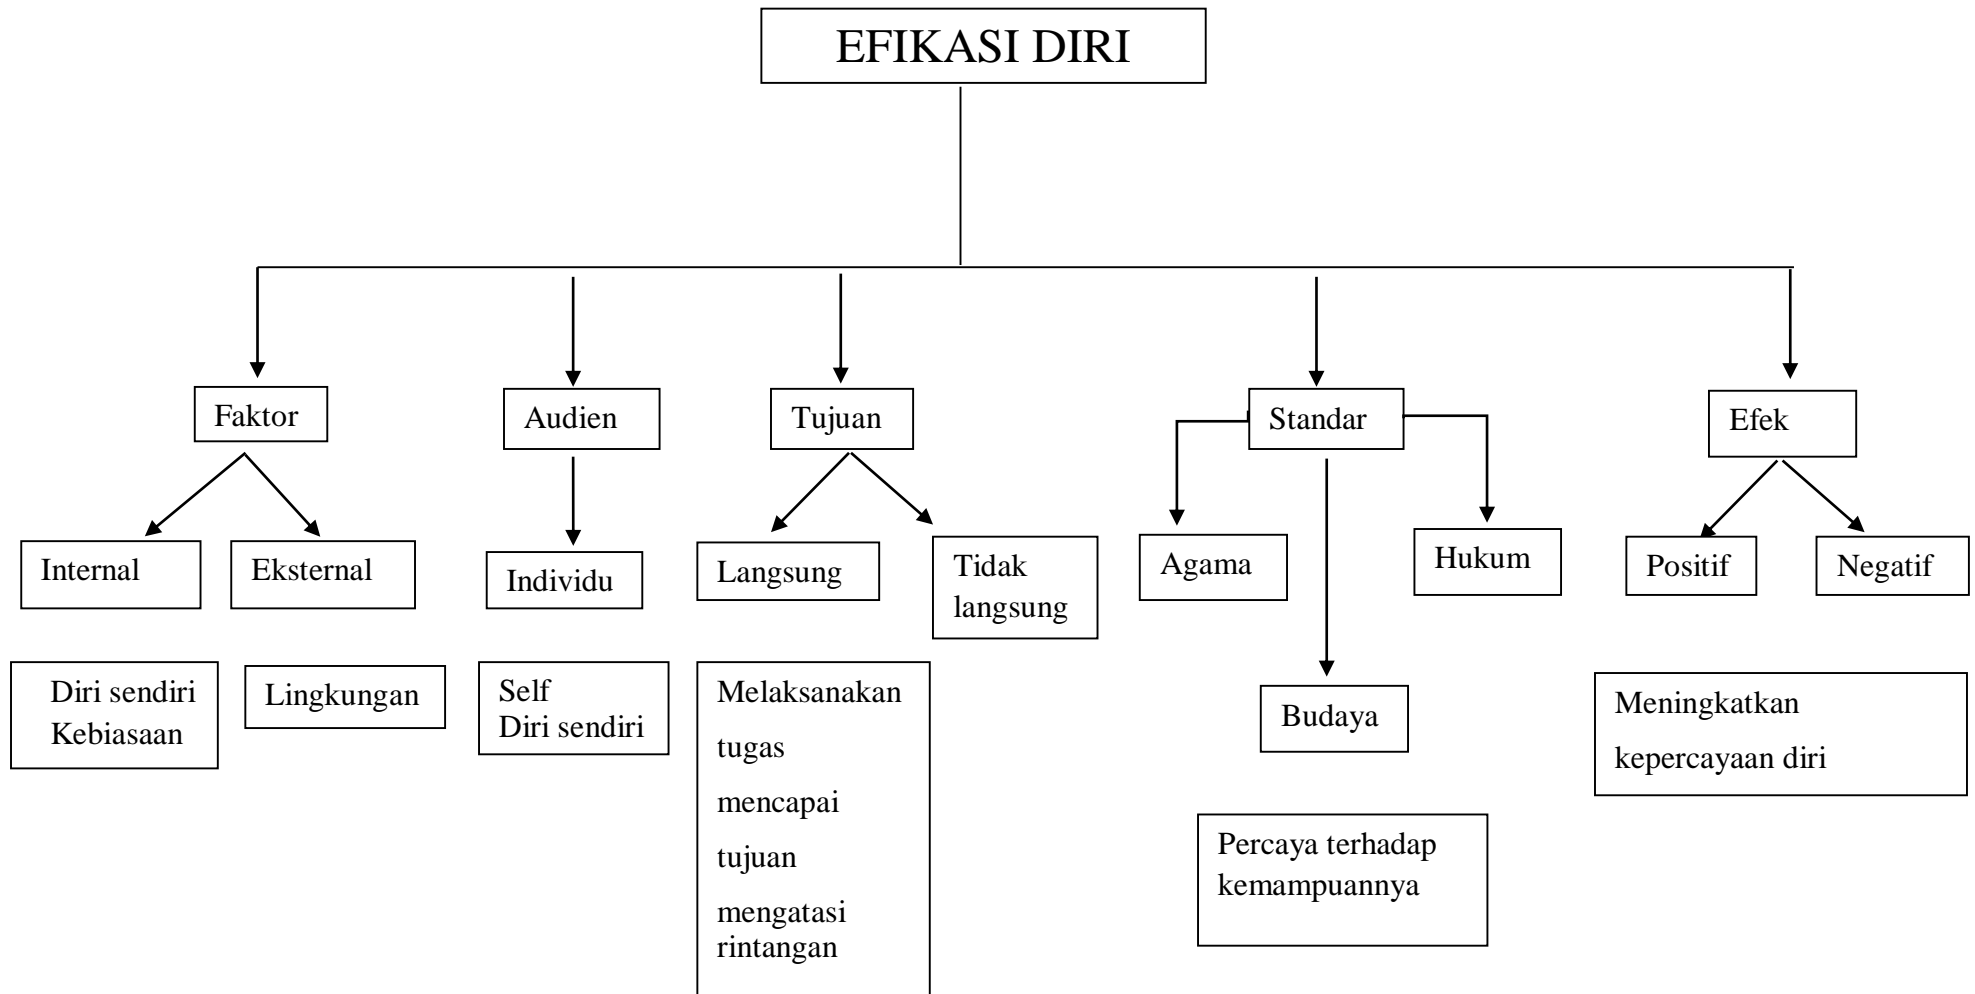 EFIKASI DIRI
Faktor
Audien
Tujuan
Standar
Efek
Internal
Eksternal
Individu
Langsung
Tidak
langsung
Agama
Hukum
Positif
Negatif
Diri sendiri
Kebiasaan
Lingkungan
Self
Diri sendiri
Melaksanakan
tugas
mencapai
tujuan
mengatasi
rintangan
Budaya
Percaya terhadap
kemampuannya
Meningkatkan
kepercayaan diri